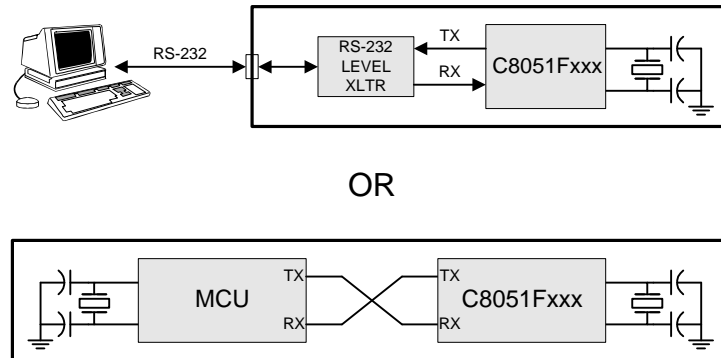 RS-232
RS-232
LEVEL
XLTR
TX
RX
C8051Fxxx
OR
MCU
TX
RX
TX
RX
C8051Fxxx